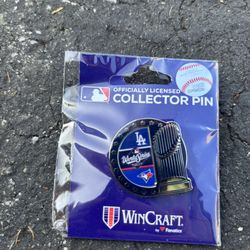 OFFICIALLY LICENSED
COLLECTOR PIN
LA
World Series
WINCRAFT
by Fanatics